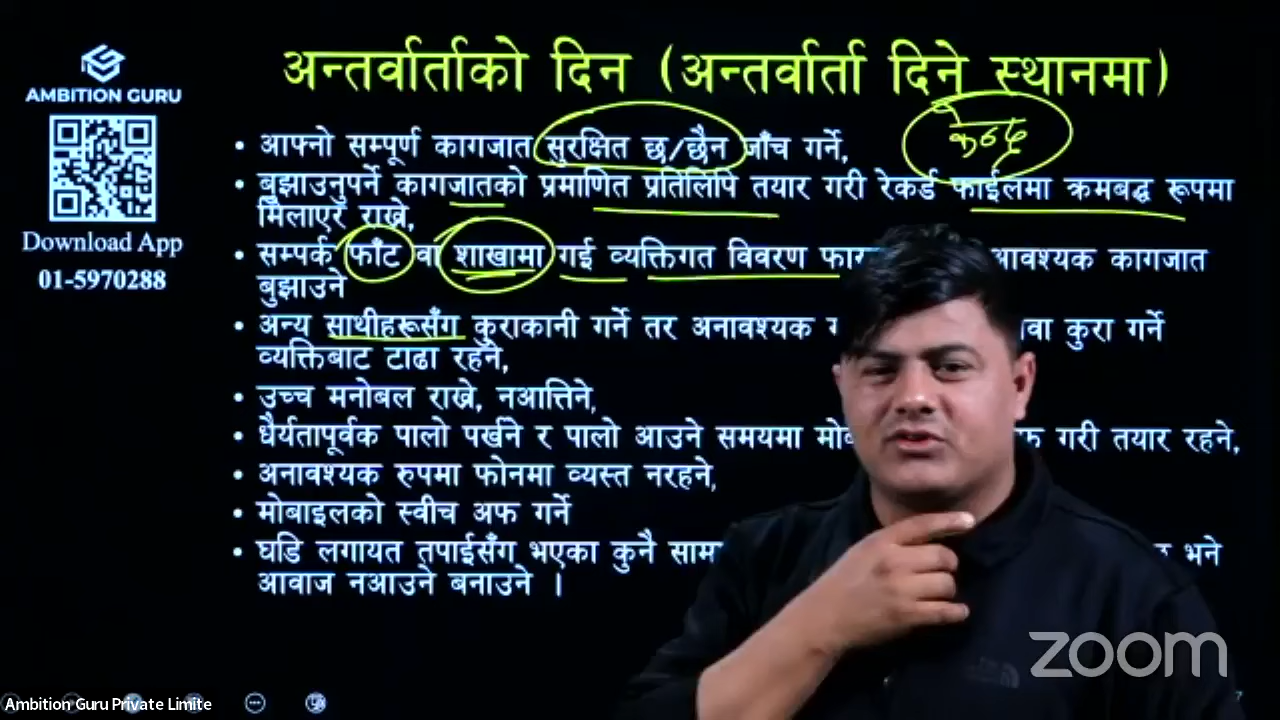 अन्तर्वार्ताको दिन (अन्तर्वार्ता दिने स्थानमा)
AMBITION GURU
Download App
01-5970288
• आफ्नो सम्पूर्ण कागजात सुरक्षित छ/छैन जाँच गर्ने,
• बुझाउनुपर्ने कागजातको प्रमाणित प्रतिलिपि तयार गरी रेकर्ड फाईलमा क्रमबद्ध रूपमा
मिलाएर राख्ने,
• सम्पर्क फाँट वा शाखामा गई व्यक्तिगत विवरण आवश्यक कागजात
बुझाउने
• अन्य साथीहरूसँग कुराकानी गर्ने तर अनावश्यक कुरा गर्ने
व्यक्तिबाट टाढा रहने,
• उच्च मनोबल राख्ने, नआत्तिने,
• धैर्यतापूर्वक पालो पर्खने र पालो आउने समयमा गरी तयार रहने,
• अनावश्यक रुपमा फोनमा व्यस्त नरहने,
• मोबाइलको स्वीच अफ गर्ने
• घडि लगायत तपाईसँग भएका कुनै भने
आवाज नआउने बनाउने ।
zoom
Ambition Guru Private Limite